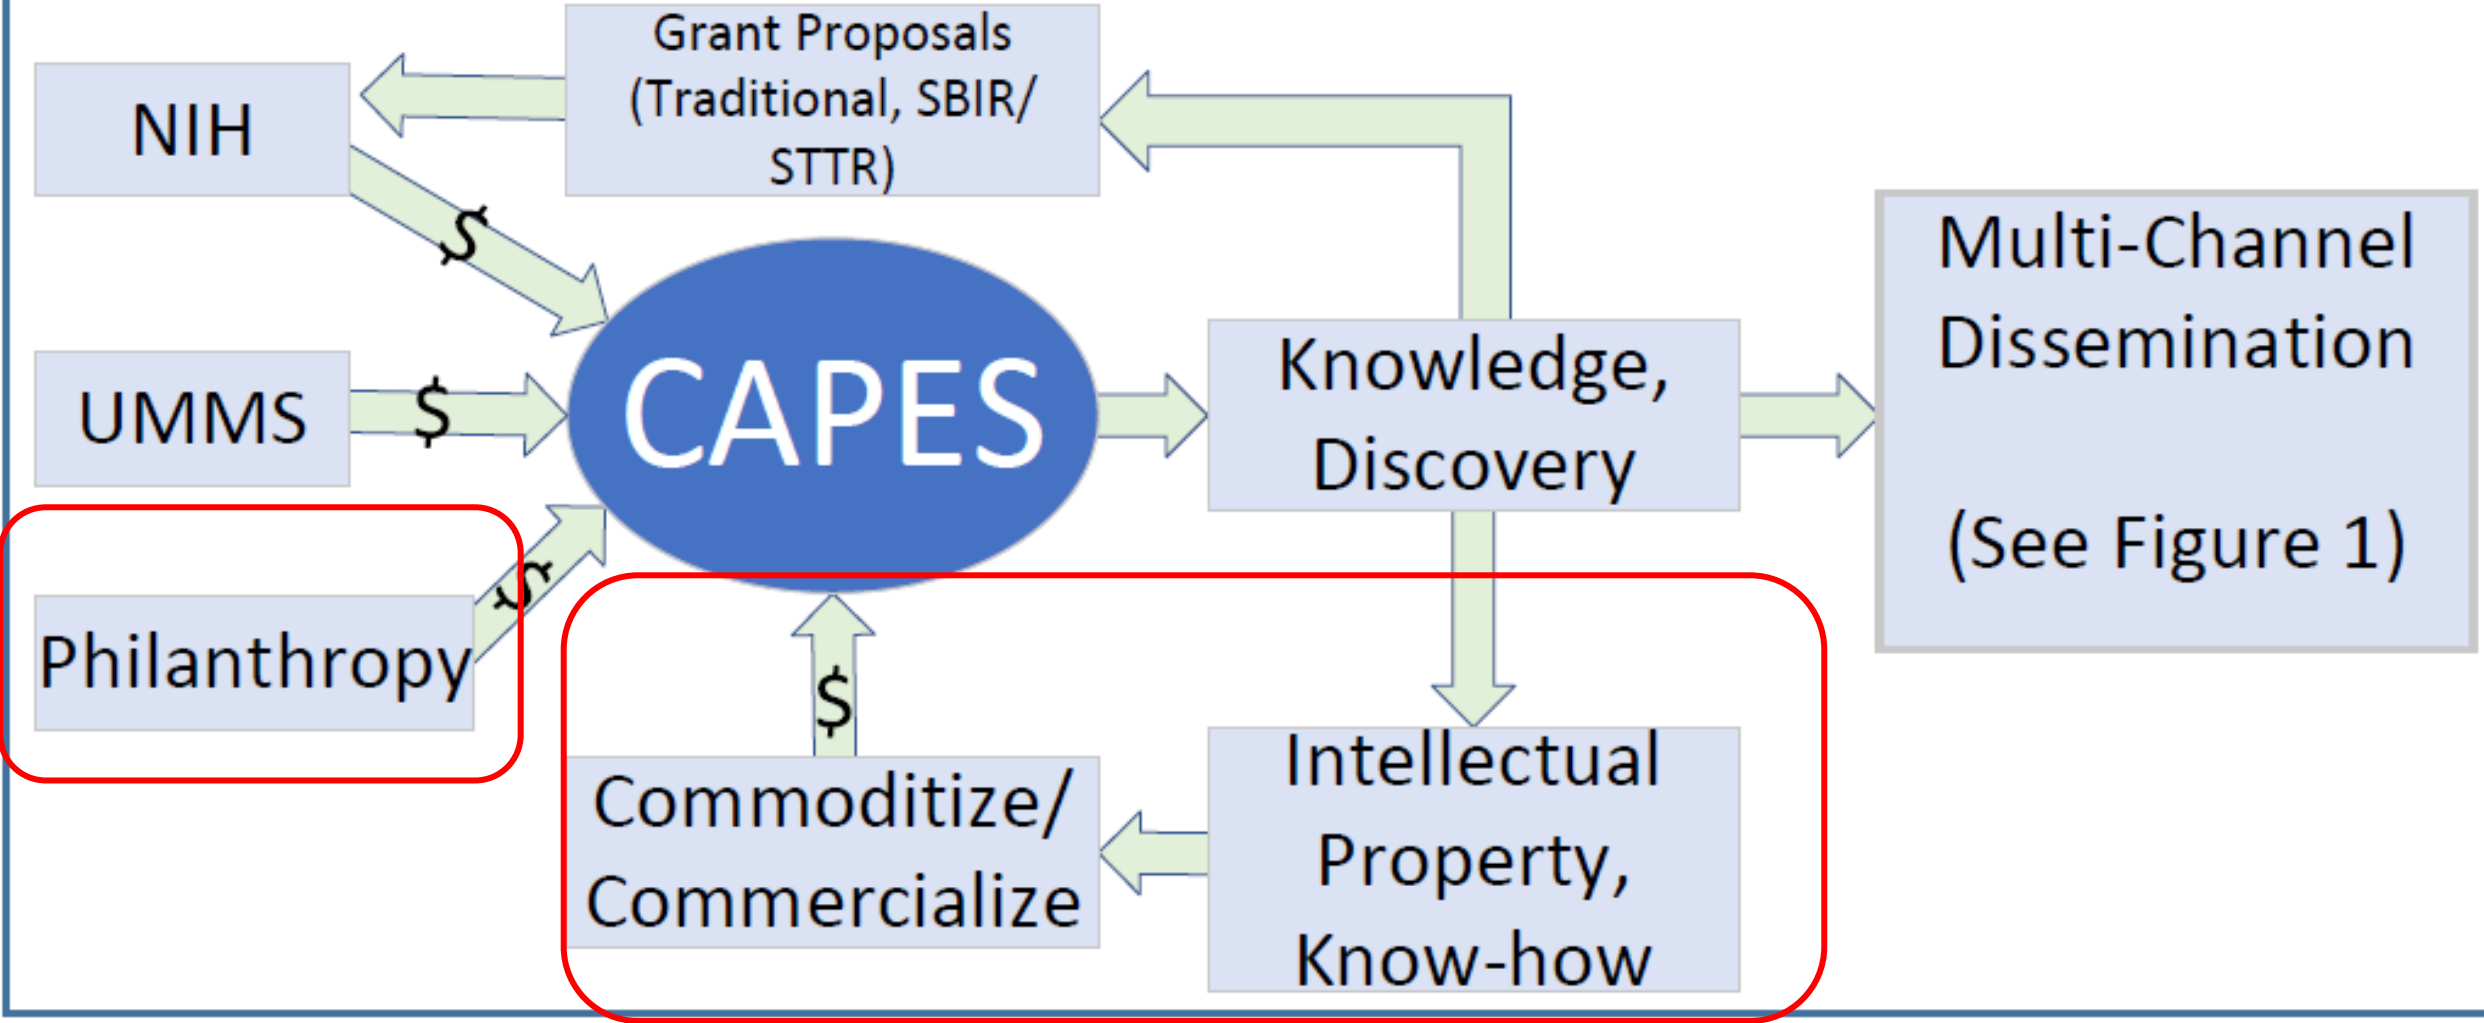 Grant Proposals
(Traditional, SBIR/
STTR)
NIH
$
UMMS
$
CAPES
Knowledge,
Discovery
Multi-Channel
Dissemination
(See Figure 1)
Philanthropy
$
$
Commoditize/
Commercialize
Intellectual
Property,
Know-how